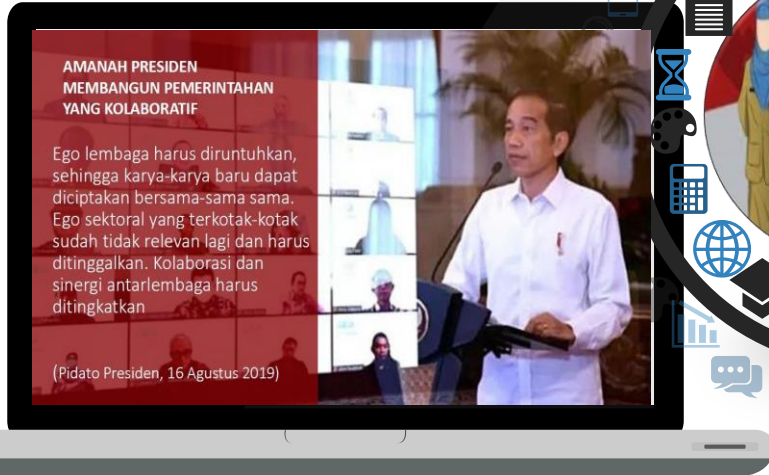 AMANAH PRESIDEN
MEMBANGUN PEMERINTAHAN
YANG KOLABORATIF
Ego lembaga harus diruntuhkan,
sehingga karya-karya baru dapat
diciptakan bersama-sama sama.
Ego sektoral yang terkotak-kotak
sudah tidak relevan lagi dan harus
ditinggalkan. Kolaborasi dan
sinergi antarlembaga harus
ditingkatkan
(Pidato Presiden, 16 Agustus 2019)